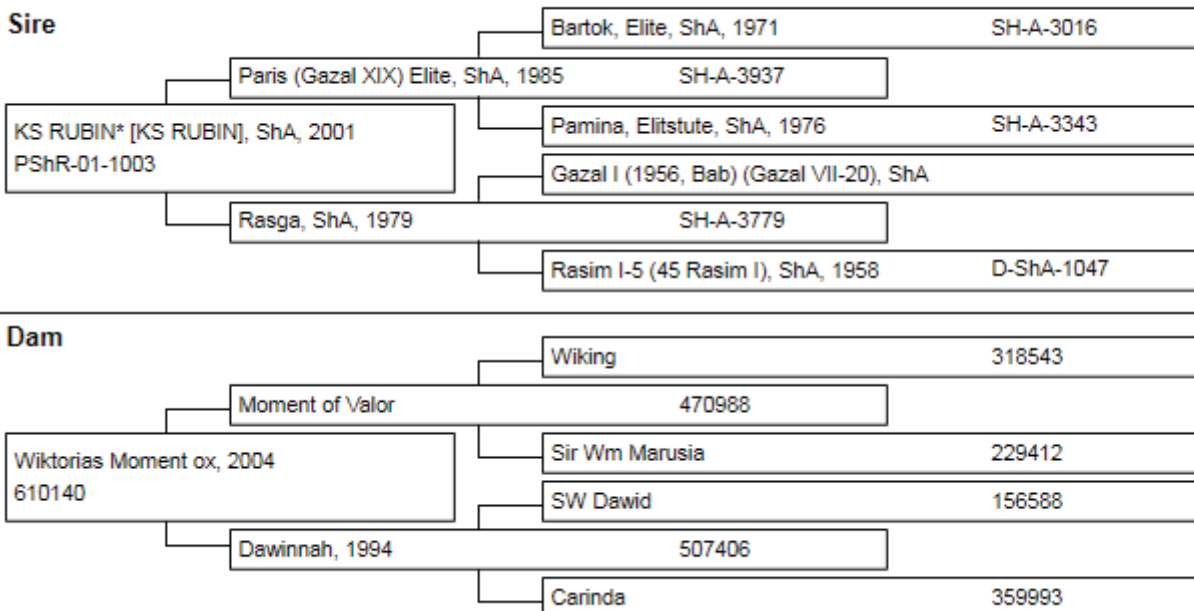 Sire
Bartok, Elite, ShA, 1971 SH-A-3016
Paris (Gazal XIX) Elite, ShA, 1985 SH-A-3937
KS RUBIN* [KS RUBIN], ShA, 2001
Pamina, Elitstute, ShA, 1976 SH-A-3343
PShR-01-1003
Gazal I (1956, Bab) (Gazal VII-20), ShA
Rasga, ShA, 1979 SH-A-3779
Rasim I-5 (45 Rasim I), ShA, 1958 D-ShA-1047
Dam
Wiking 318543
Moment of Valor 470988
Sir Wm Marusia 229412
Wiktorias Moment ox, 2004
610140
SW Dawid 156588
Dawinnah, 1994 507406
Carinda 359993